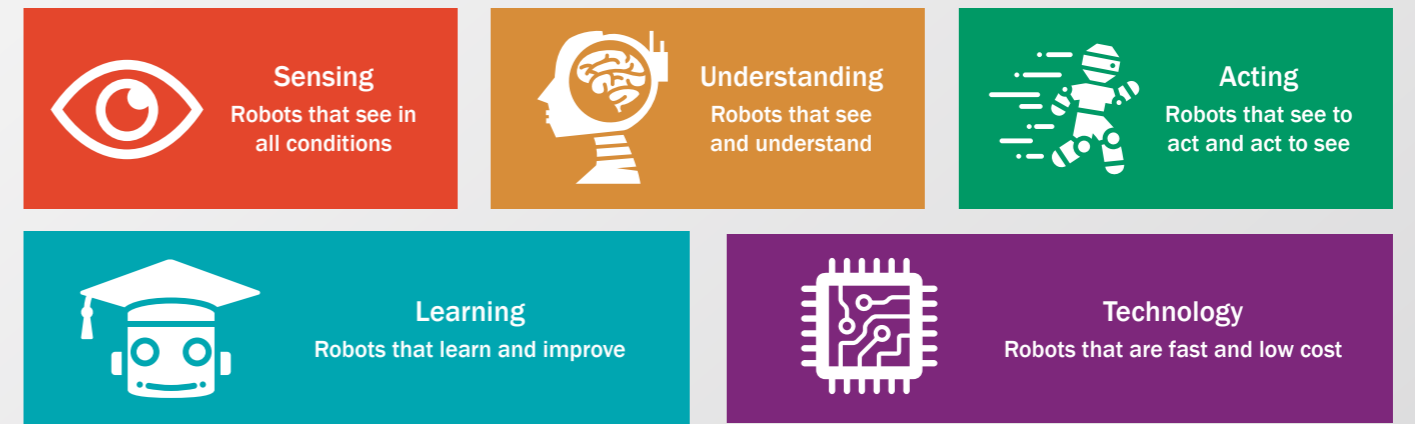 Sensing
Robots that see in
all conditions
Understanding
Robots that see
and understand
Acting
Robots that see to
act and act to see
Learning
Robots that learn and improve
Technology
Robots that are fast and low cost